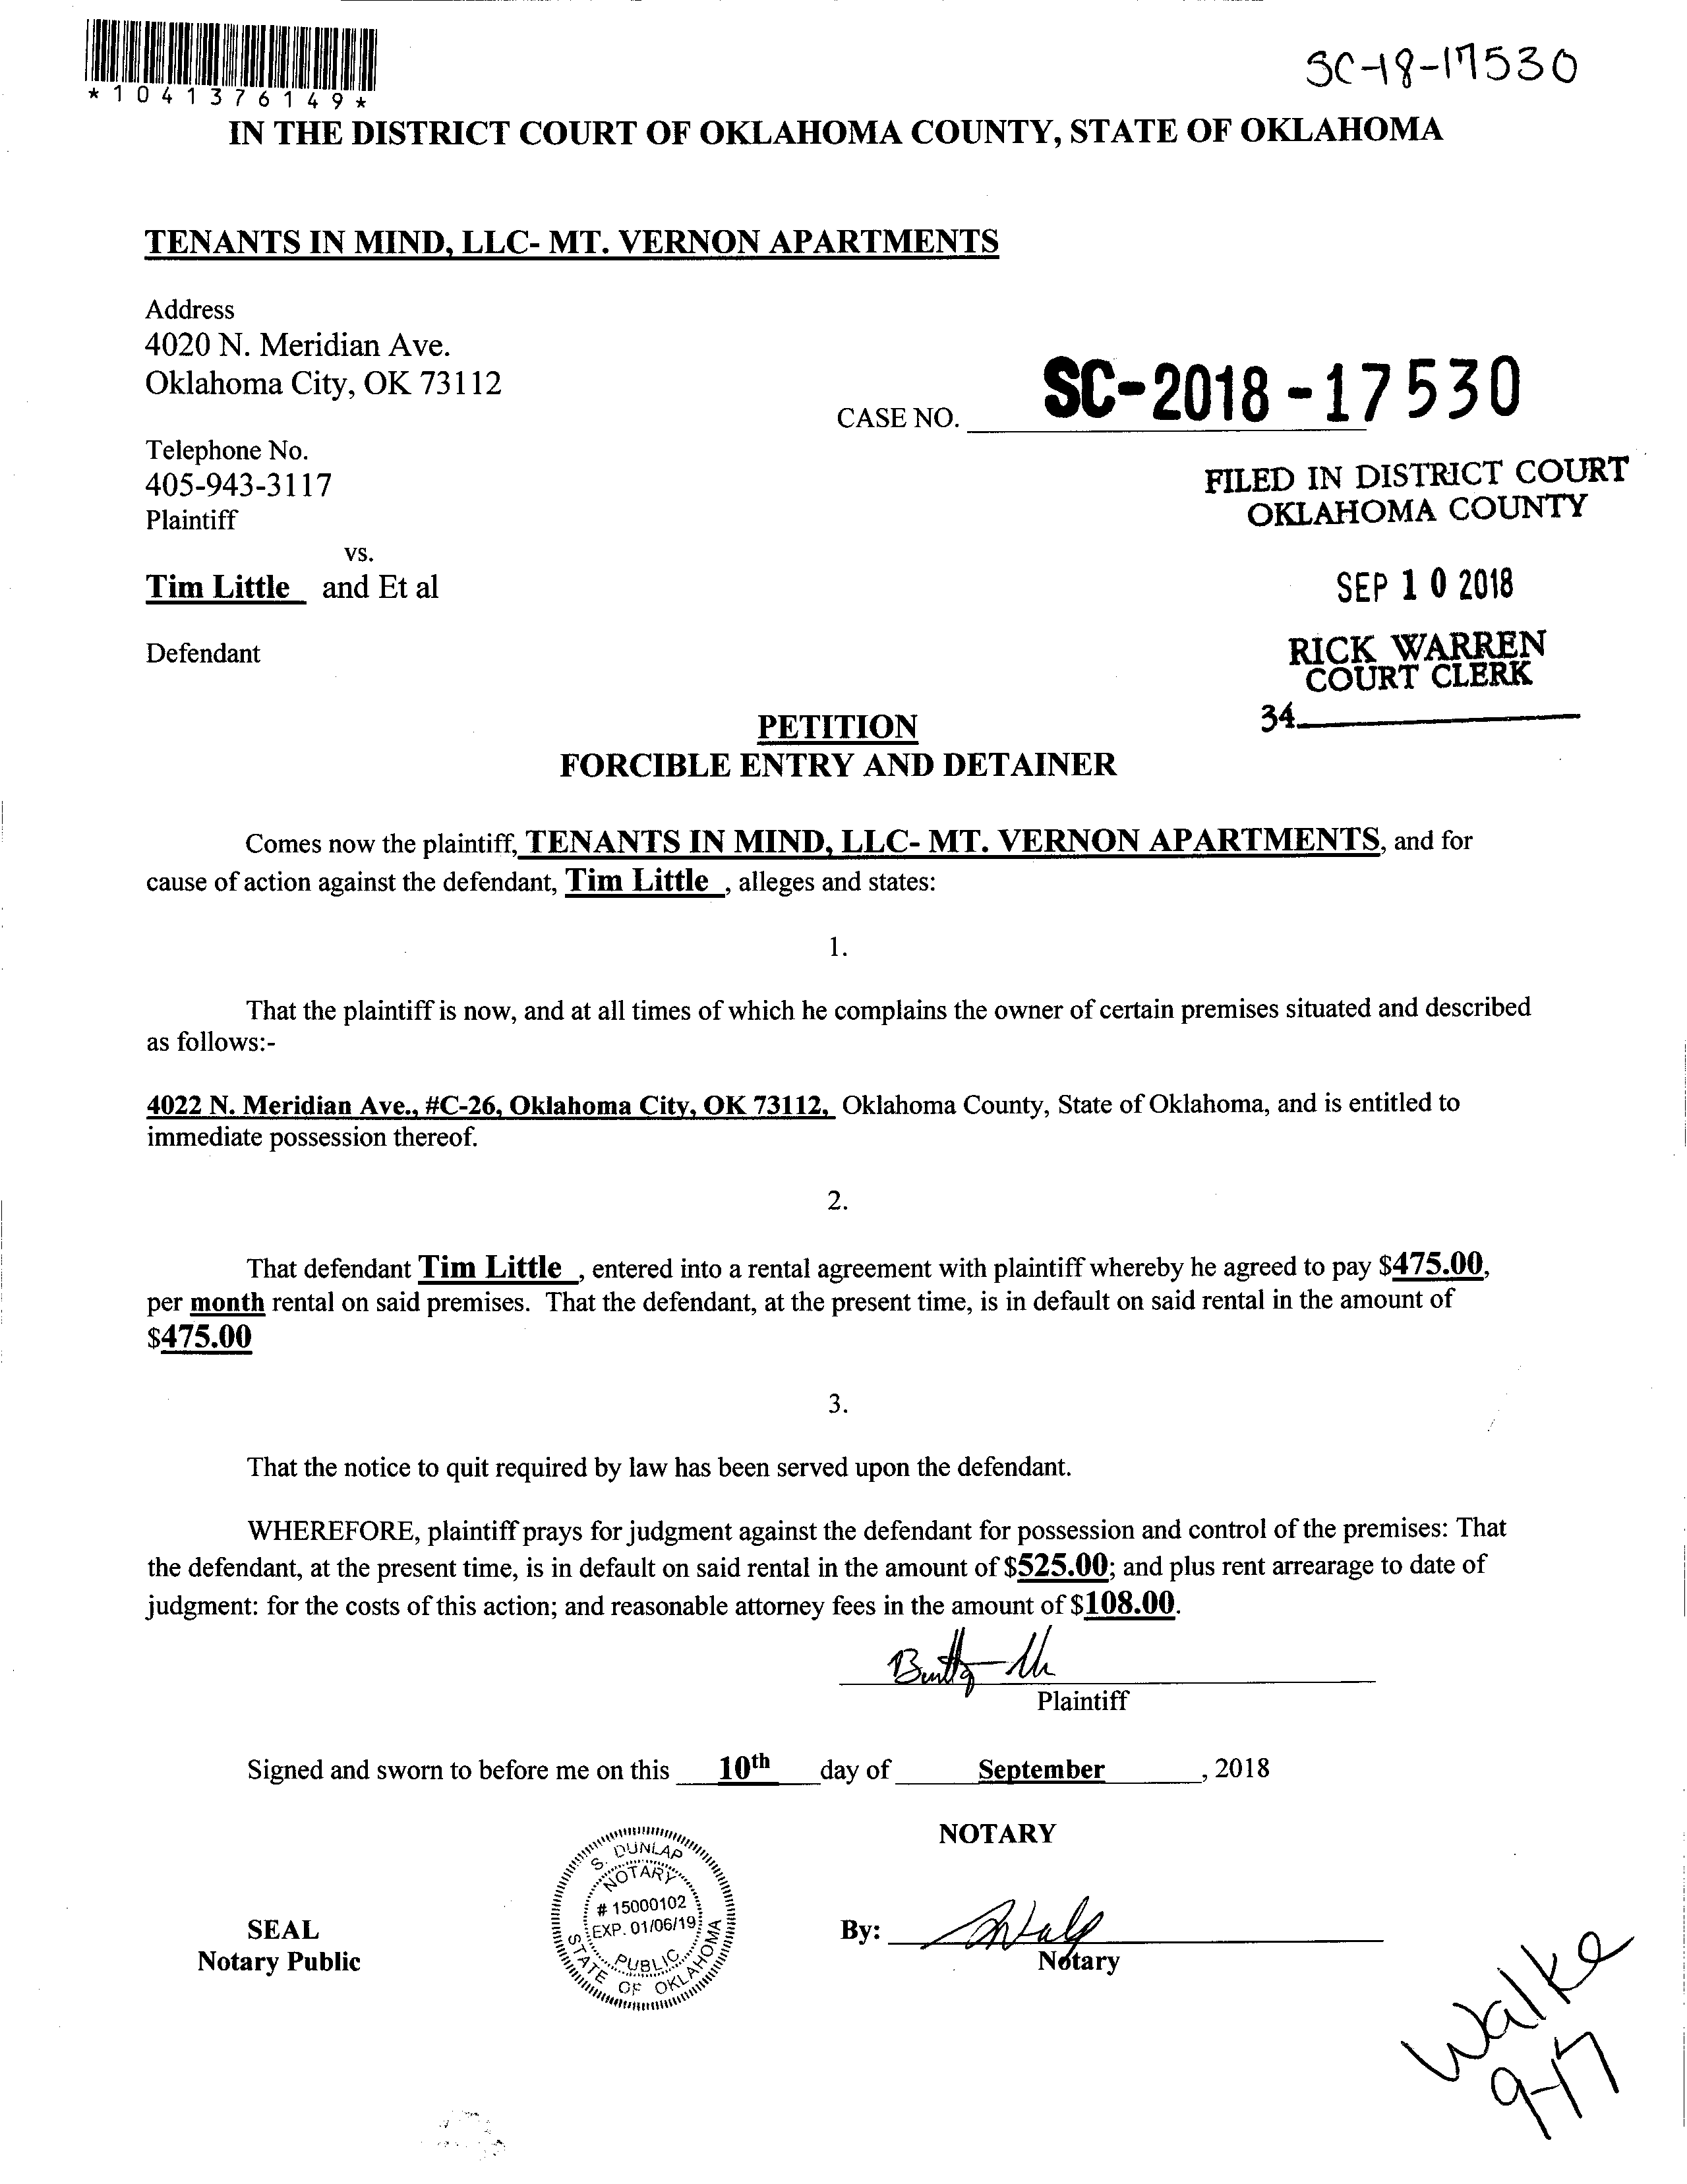 *1041376149*
SC-18-17530
IN THE DISTRICT COURT OF OKLAHOMA COUNTY, STATE OF OKLAHOMA
TENANTS IN MIND, LLC- MT. VERNON APARTMENTS
Address
4020 N. Meridian Ave.
Oklahoma City, OK 73112
CASE NO. SC-2018-17530
Telephone No.
405-943-3117
Plaintiff
FILED IN DISTRICT COURT
OKLAHOMA COUNTY
vs.
Tim Little and Et al
SEP 10 2018
Defendant
RICK WARREN
COURT CLERK
34
PETITION
FORCIBLE ENTRY AND DETAINER
Comes now the plaintiff, TENANTS IN MIND, LLC- MT. VERNON APARTMENTS, and for
cause of action against the defendant, Tim Little , alleges and states:
1.
That the plaintiff is now, and at all times of which he complains the owner of certain premises situated and described
as follows:-
4022 N. Meridian Ave., #C-26, Oklahoma City, OK 73112, Oklahoma County, State of Oklahoma, and is entitled to
immediate possession thereof.
2.
That defendant Tim Little , entered into a rental agreement with plaintiff whereby he agreed to pay $475.00,
per month rental on said premises. That the defendant, at the present time, is in default on said rental in the amount of
$475.00
3.
That the notice to quit required by law has been served upon the defendant.
WHEREFORE, plaintiff prays for judgment against the defendant for possession and control of the premises: That
the defendant, at the present time, is in default on said rental in the amount of $525.00; and plus rent arrearage to date of
judgment: for the costs of this action; and reasonable attorney fees in the amount of $108.00.
Plaintiff
Signed and sworn to before me on this 10th day of September , 2018
NOTARY
S. DUNLAP
NOTARY
# 15000102
EXP. 01/06/19
PUBLIC
STATE OF OKLAHOMA
SEAL
Notary Public
By:
Notary
Walke
9-17